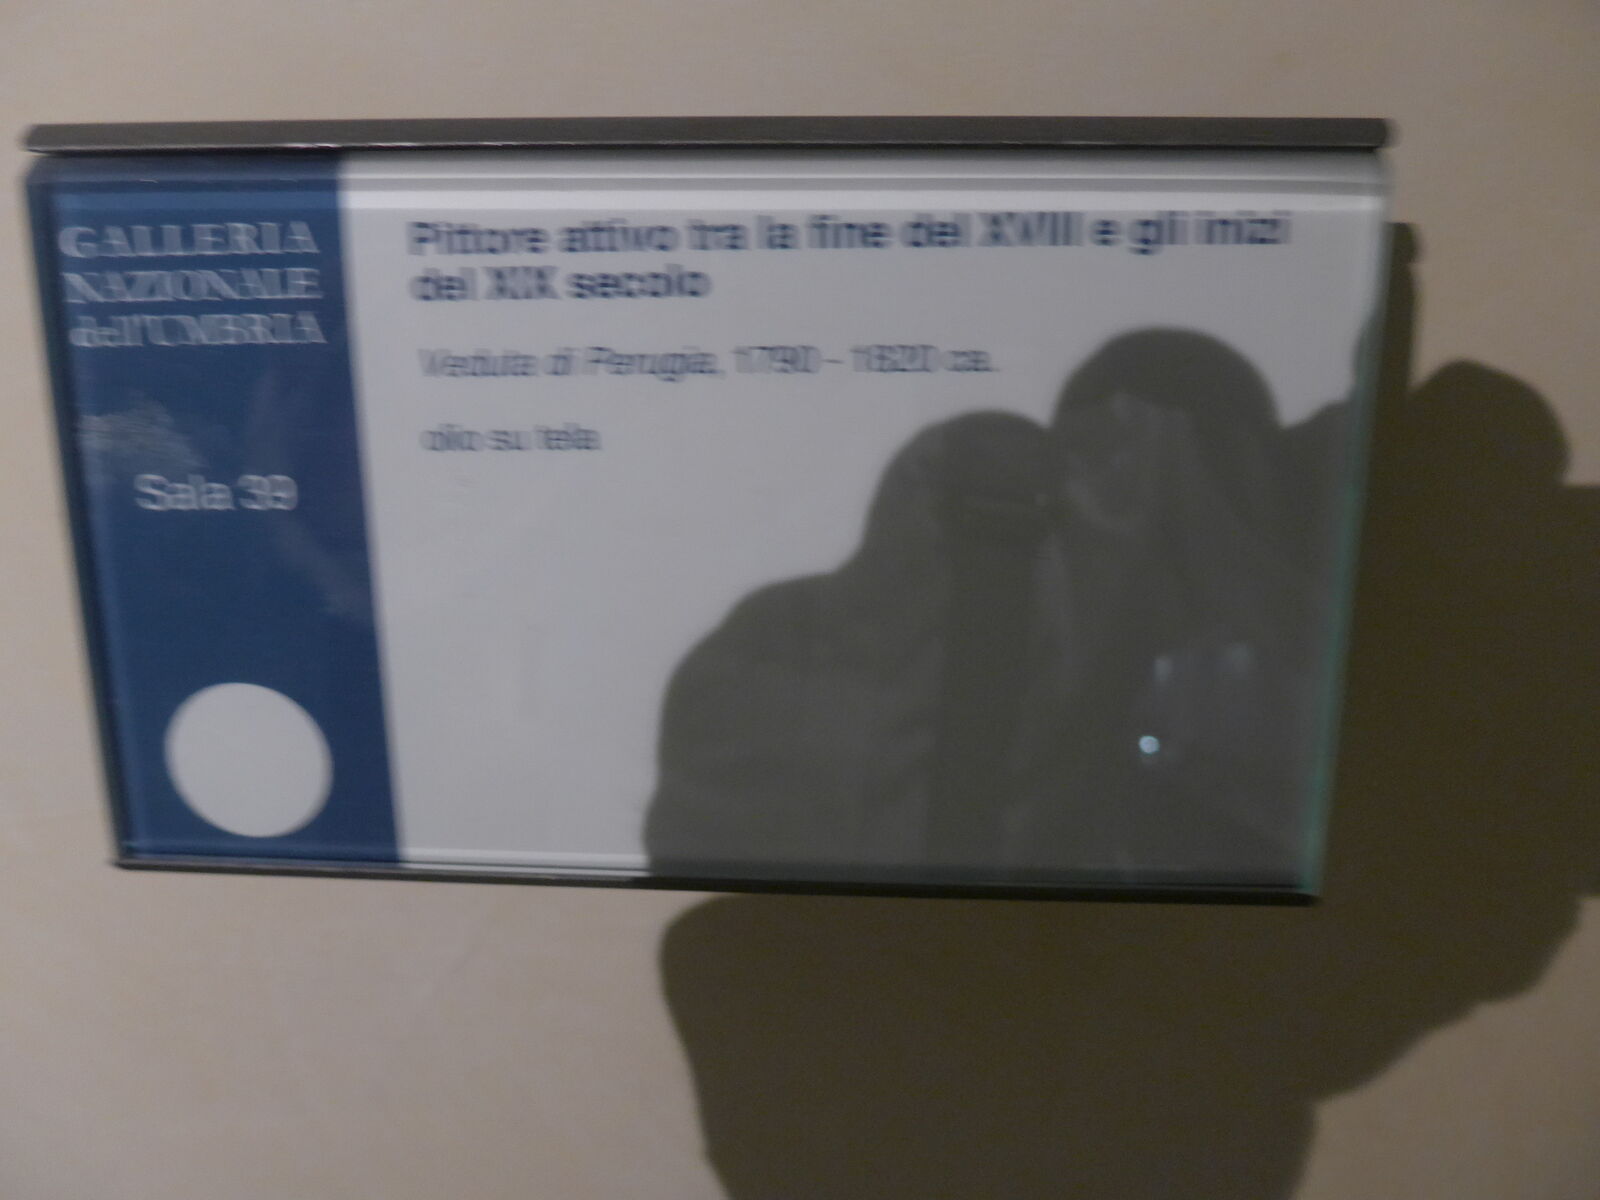 GALLERIA
NAZIONALE
dell'UMBRIA
Sala 39
Pittore attivo tra la fine del XVIII e gli inizi
del XIX secolo
Veduta di Perugia, 1790 - 1820 ca.
olio su tela